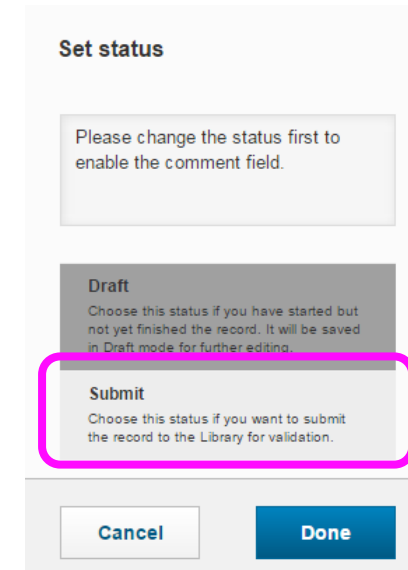 Set status
Please change the status first to
enable the comment field.
Draft
Choose this status if you have started but
not yet finished the record. It will be saved
in Draft mode for further editing.
Submit
Choose this status if you want to submit
the record to the Library for validation.
Cancel
Done